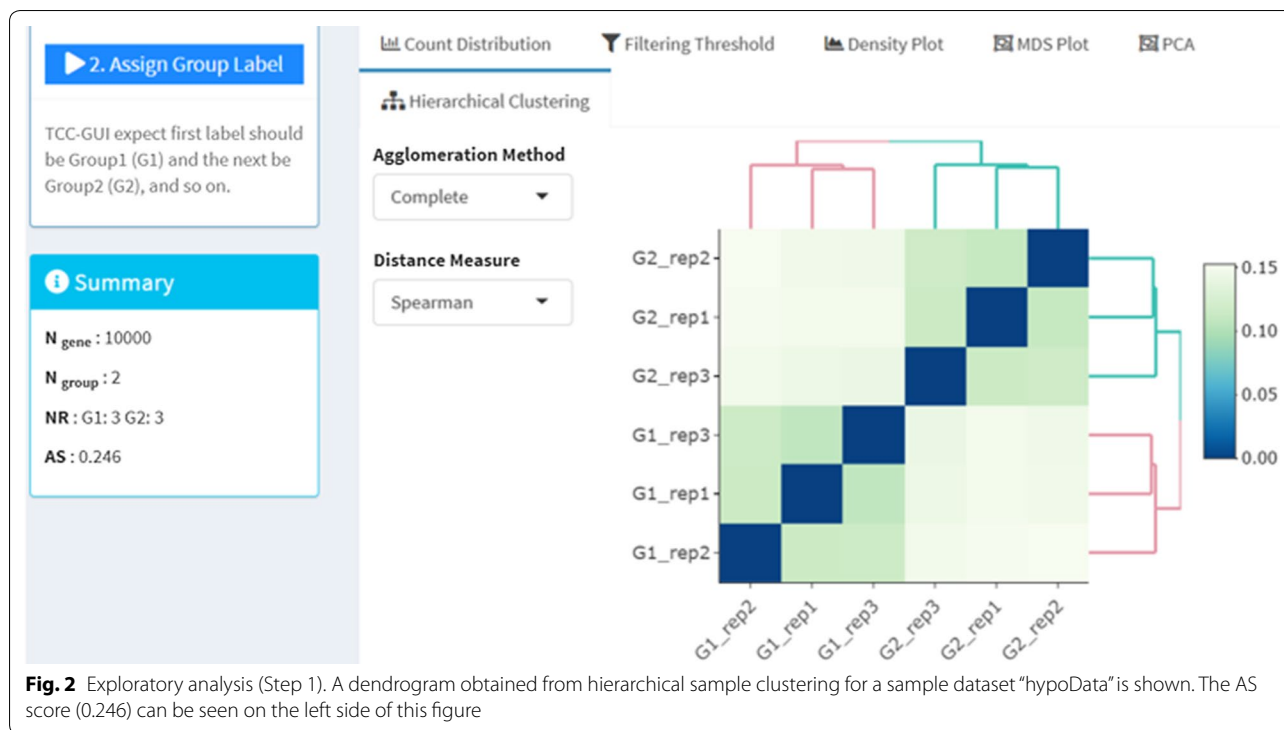 2. Assign Group Label
TCC-GUI expect first label should
be Group1 (G1) and the next be
Group2 (G2), and so on.
Summary
N gene : 10000
N group : 2
NR : G1: 3 G2: 3
AS : 0.246
Count Distribution
Filtering Threshold
Density Plot
MDS Plot
PCA
Hierarchical Clustering
Agglomeration Method
Complete
Distance Measure
Spearman
G2_rep2
G2_rep1
G2_rep3
G1_rep3
G1_rep1
G1_rep2
G1_rep2
G1_rep1
G1_rep3
G2_rep3
G2_rep1
G2_rep2
0.15
0.10
0.05
0.00
Fig. 2 Exploratory analysis (Step 1). A dendrogram obtained from hierarchical sample clustering for a sample dataset “hypoData” is shown. The AS
score (0.246) can be seen on the left side of this figure